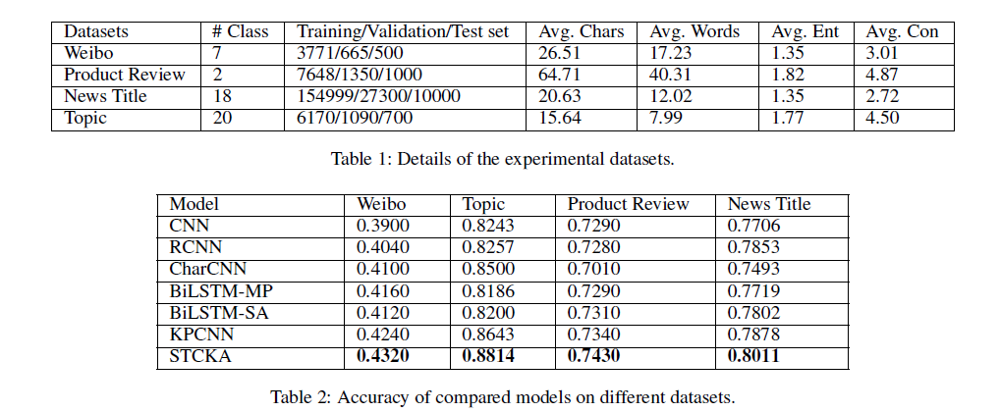 Datasets # Class Training/Validation/Test set Avg. Chars Avg. Words Avg. Ent Avg. Con
Weibo 7 3771/665/500 26.51 17.23 1.35 3.01
Product Review 2 7648/1350/1000 64.71 40.31 1.82 4.87
News Title 18 154999/27300/10000 20.63 12.02 1.35 2.72
Topic 20 6170/1090/700 15.64 7.99 1.77 4.50
Table 1: Details of the experimental datasets.
Model Weibo Topic Product Review News Title
CNN 0.3900 0.8243 0.7290 0.7706
RCNN 0.4040 0.8257 0.7280 0.7853
CharCNN 0.4100 0.8500 0.7010 0.7493
BiLSTM-MP 0.4160 0.8186 0.7290 0.7719
BiLSTM-SA 0.4120 0.8200 0.7310 0.7802
KPCNN 0.4240 0.8643 0.7340 0.7878
STCKA 0.4320 0.8814 0.7430 0.8011
Table 2: Accuracy of compared models on different datasets.